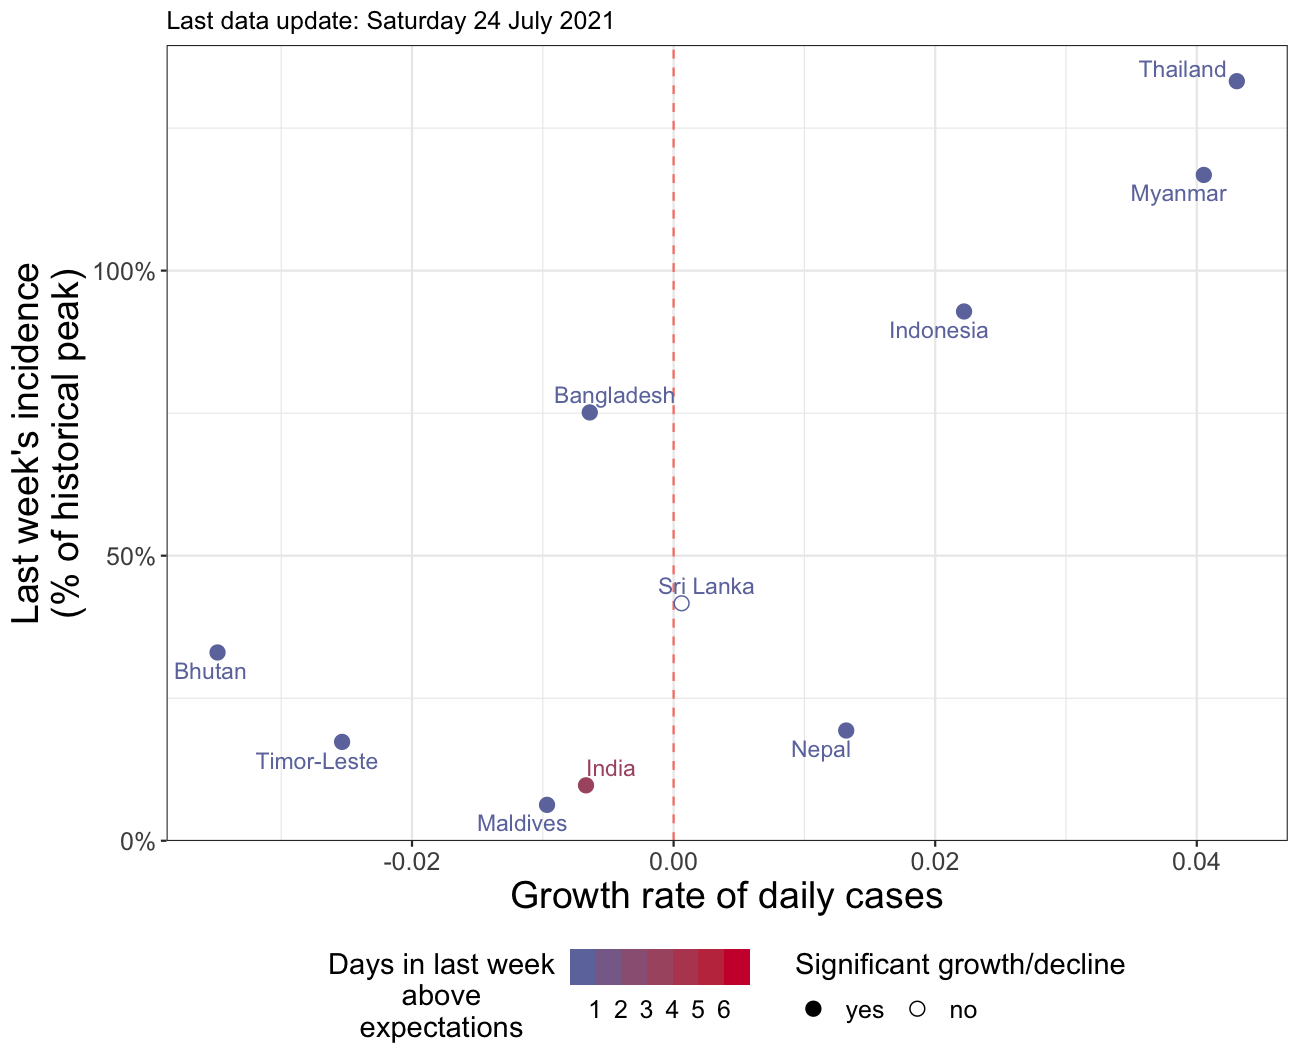 Last data update: Saturday 24 July 2021
Thailand
Myanmar
100%
Indonesia
Bangladesh
Last week's incidence
(% of historical peak)
50%
Sri Lanka
Bhutan
Nepal
Timor-Leste
India
Maldives
0%
-0.02 0.00 0.02 0.04
Growth rate of daily cases
Days in last week
above
expectations
1 2 3 4 5 6
Significant growth/decline
yes no